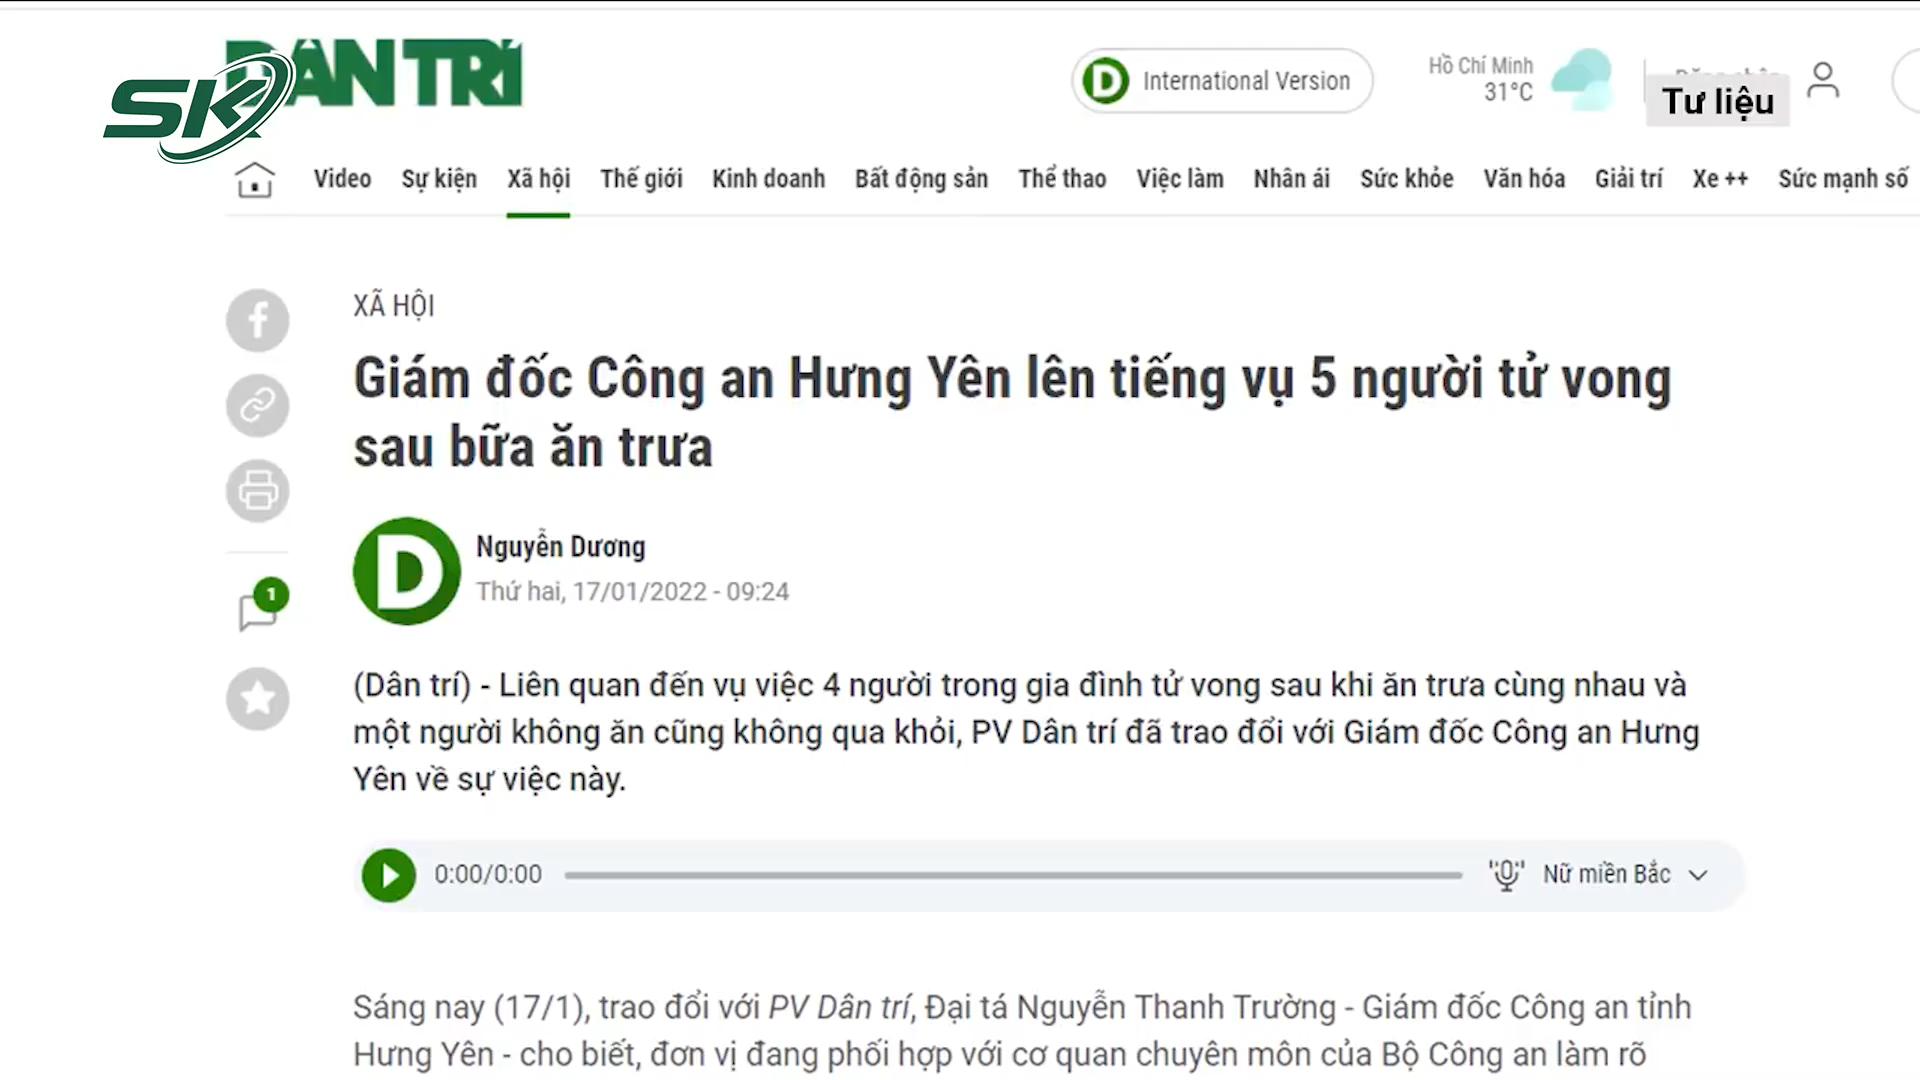 DÂN TRÍ
SK
International Version
Hồ Chí Minh
31°C
Tư liệu
Video Sự kiện Xã hội Thế giới Kinh doanh Bất động sản Thể thao Việc làm Nhân ái Sức khỏe Văn hóa Giải trí Xe ++ Sức mạnh số
XÃ HỘI
Giám đốc Công an Hưng Yên lên tiếng vụ 5 người tử vong
sau bữa ăn trưa
D
Nguyễn Dương
Thứ hai, 17/01/2022 - 09:24
1
(Dân trí) - Liên quan đến vụ việc 4 người trong gia đình tử vong sau khi ăn trưa cùng nhau và
một người không ăn cũng không qua khỏi, PV Dân trí đã trao đổi với Giám đốc Công an Hưng
Yên về sự việc này.
0:00/0:00
Nữ miền Bắc
Sáng nay (17/1), trao đổi với PV Dân trí, Đại tá Nguyễn Thanh Trường - Giám đốc Công an tỉnh
Hưng Yên - cho biết, đơn vị đang phối hợp với cơ quan chuyên môn của Bộ Công an làm rõ